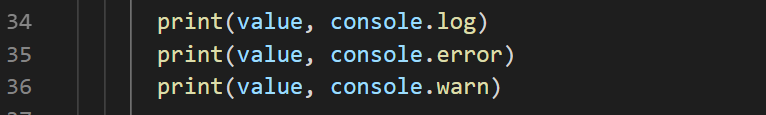 34 print(value, console.log)
35 print(value, console.error)
36 print(value, console.warn)